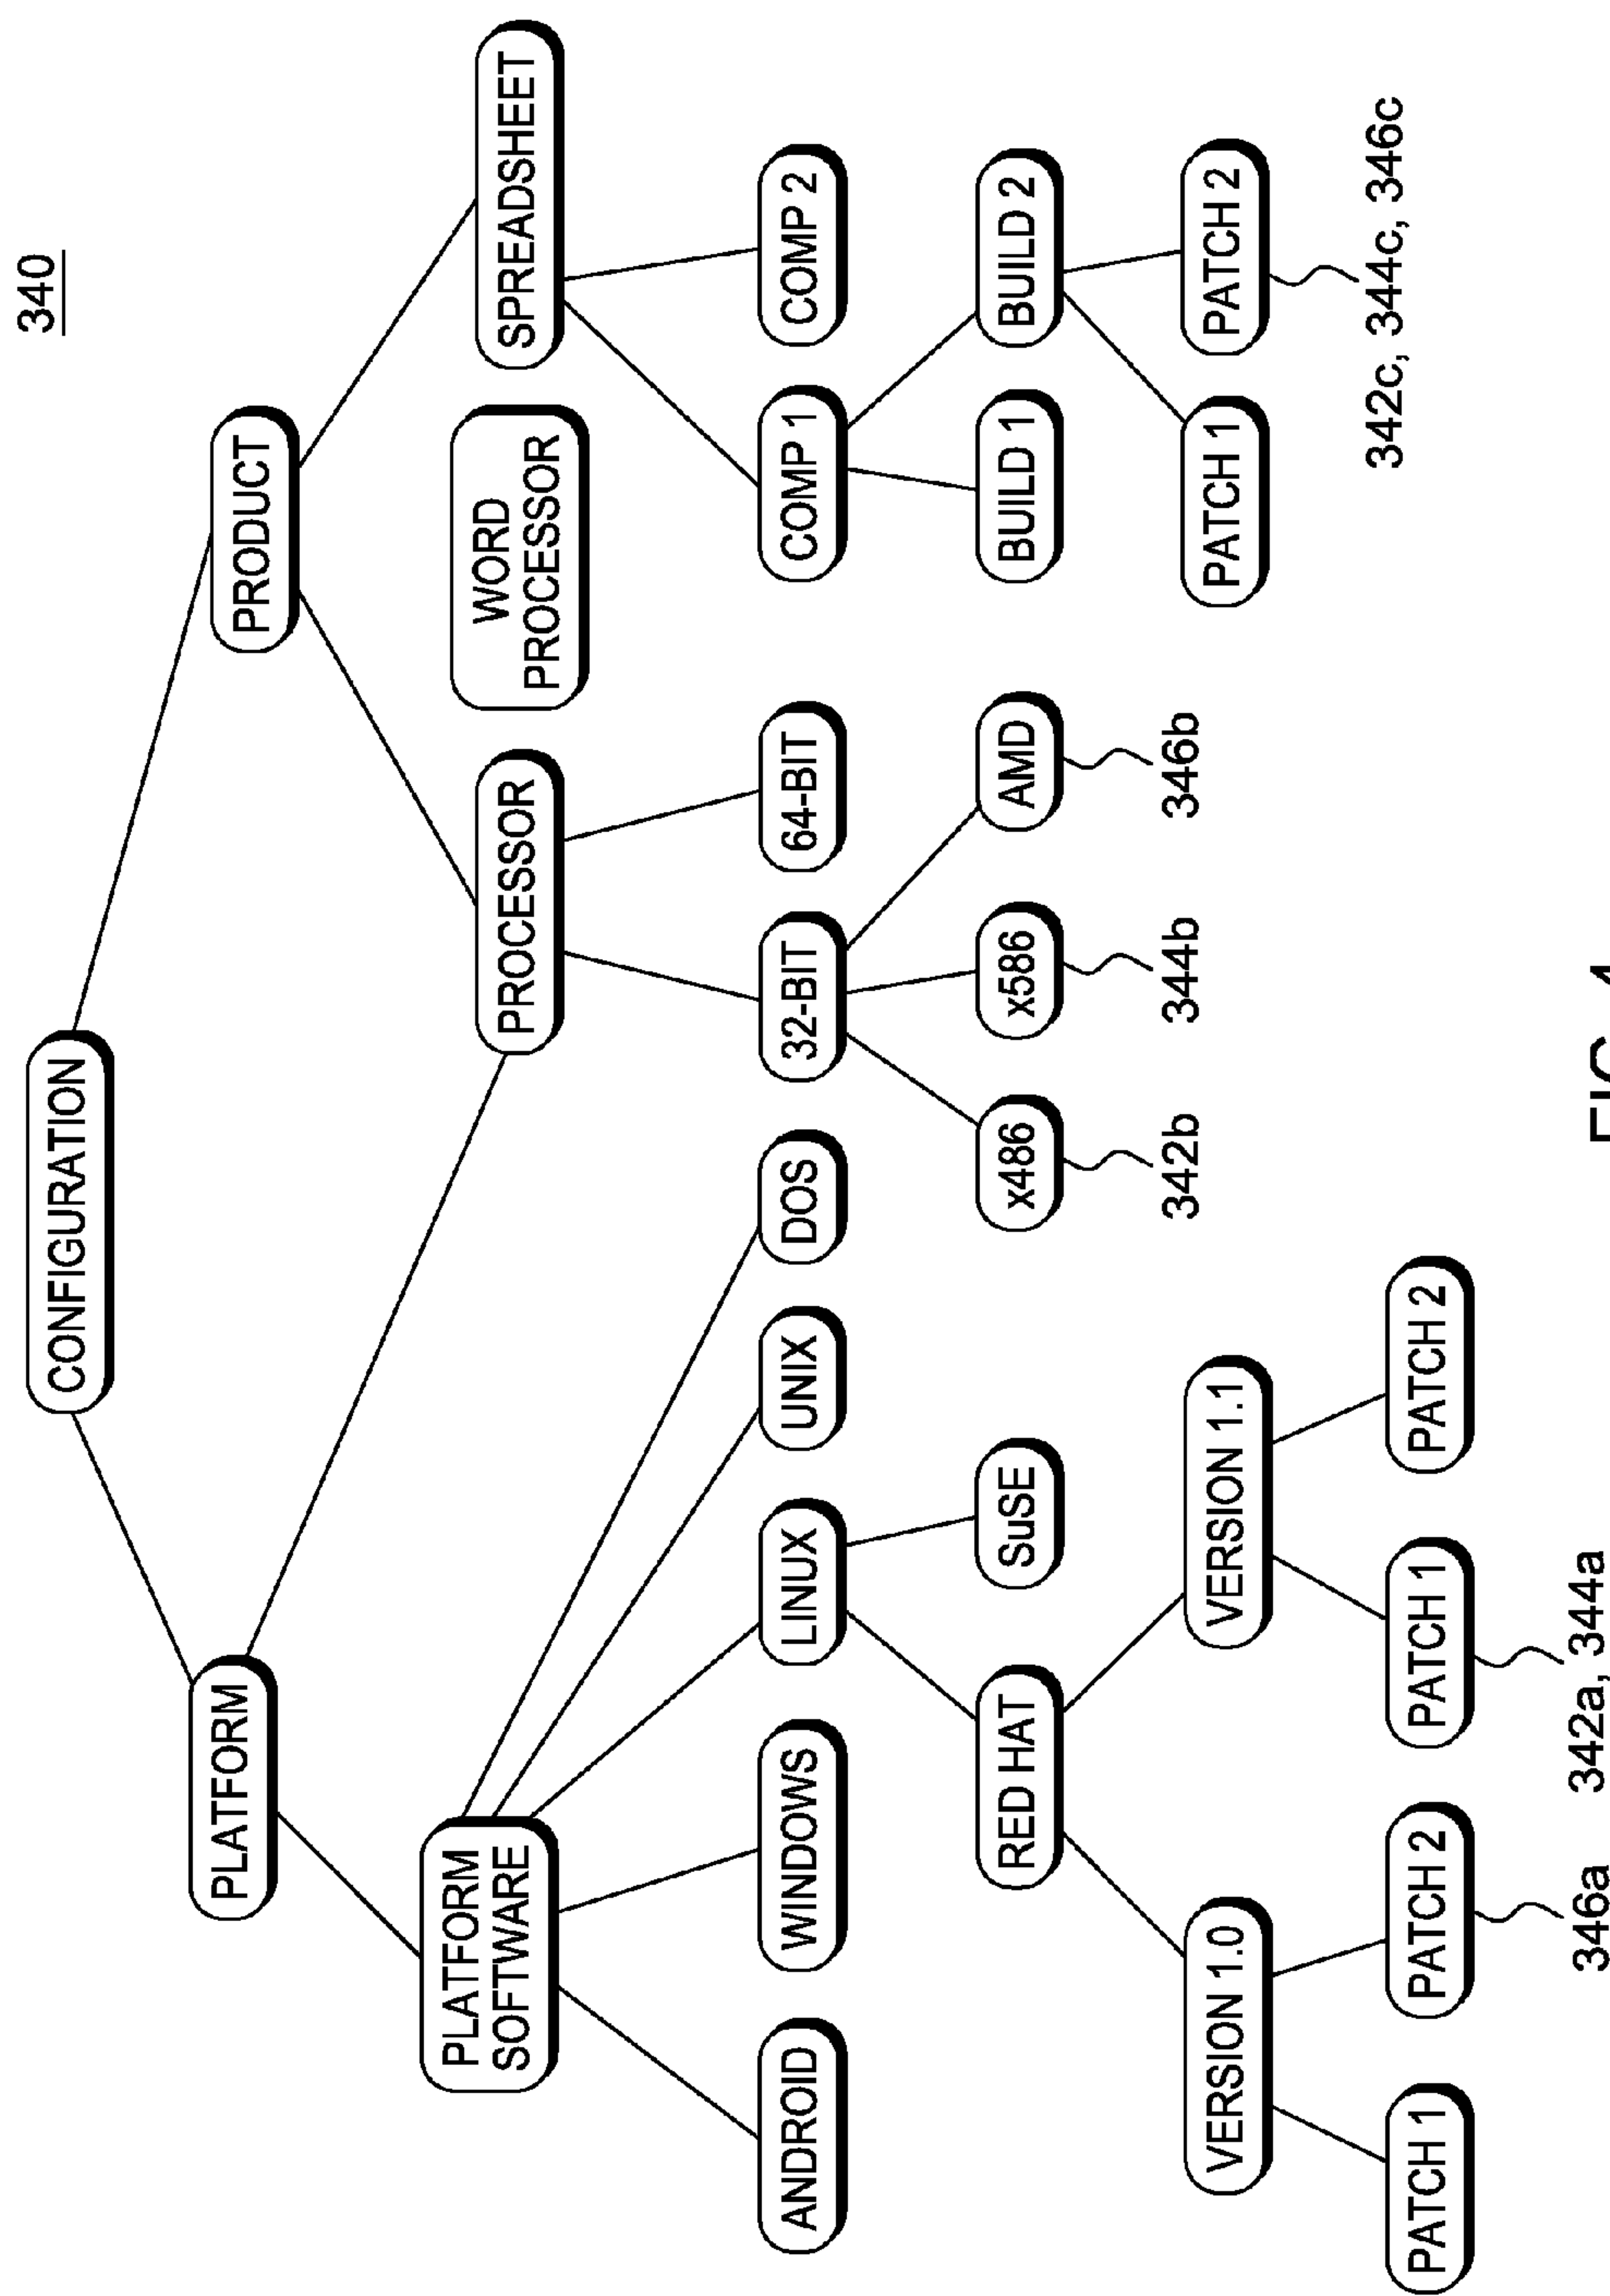 340
CONFIGURATION
PLATFORM
PRODUCT
PLATFORM
SOFTWARE
PROCESSOR
WORD
PROCESSOR
SPREADSHEET
ANDROID
WINDOWS
LINUX
UNIX
DOS
32-BIT
64-BIT
COMP 1
COMP 2
RED HAT
SuSE
x486
x586
AMD
BUILD 1
BUILD 2
342b
344b
346b
VERSION 1.0
VERSION 1.1
PATCH 1
PATCH 2
342c, 344c, 346c
PATCH 1
PATCH 2
PATCH 1
PATCH 2
346a
342a, 344a
FIG. 4